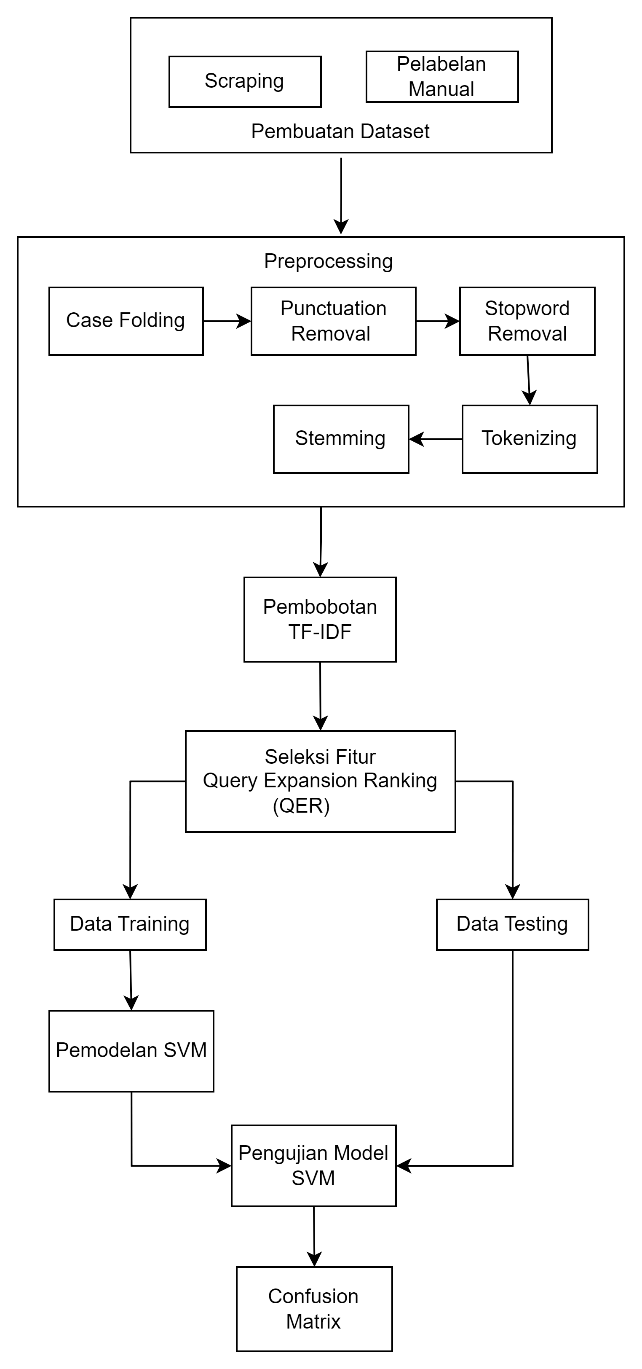 Scraping
Pelabelan
Manual
Pembuatan Dataset
Preprocessing
Case Folding
Punctuation
Removal
Stopword
Removal
Stemming
Tokenizing
Pembobotan
TF-IDF
Seleksi Fitur
Query Expansion Ranking
(QER)
Data Training
Data Testing
Pemodelan SVM
Pengujian Model
SVM
Confusion
Matrix